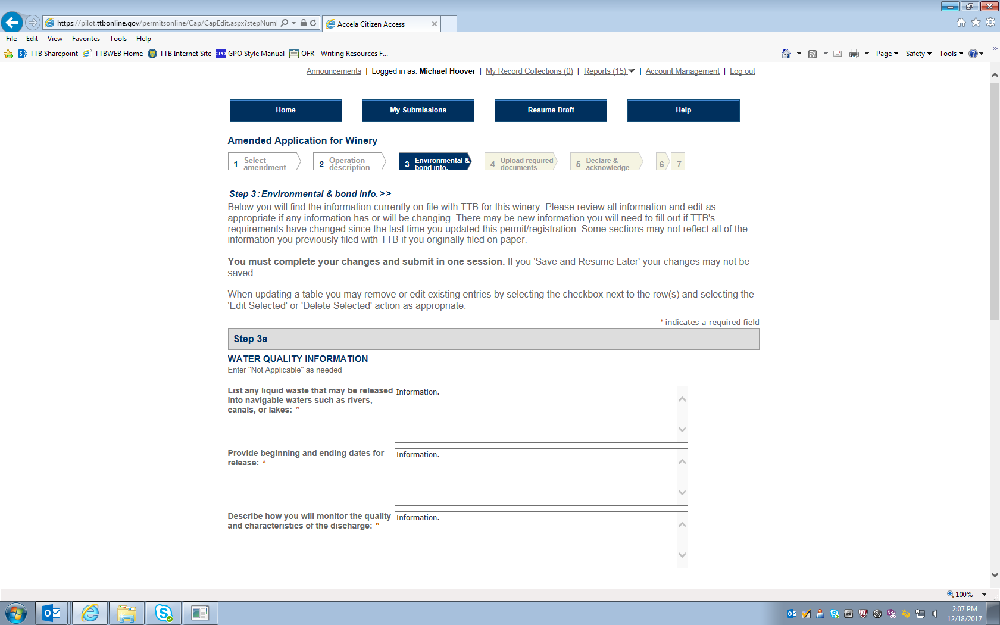 https://pilot.ttbonline.gov/permitsonline/Cap/CapEdit.aspx?stepNuml
Accela Citizen Access
File Edit View Favorites Tools Help
TTB Sharepoint TTBWEB Home TTB Internet Site GPO GPO Style Manual OFR - Writing Resources F... Page Safety Tools
Announcements | Logged in as: Michael Hoover | My Record Collections (0) | Reports (15) | Account Management | Log out
Home My Submissions Resume Draft Help
Amended Application for Winery
1 Select amendment
2 Operation description
3 Environmental & bond info.
4 Upload required documents
5 Declare & acknowledge
6 7
Step 3:Environmental & bond info.>>
Below you will find the information currently on file with TTB for this winery. Please review all information and edit as
appropriate if any information has or will be changing. There may be new information you will need to fill out if TTB's
requirements have changed since the last time you updated this permit/registration. Some sections may not reflect all of the
information you previously filed with TTB if you originally filed on paper.
You must complete your changes and submit in one session. If you 'Save and Resume Later' your changes may not be
saved.
When updating a table you may remove or edit existing entries by selecting the checkbox next to the row(s) and selecting the
'Edit Selected' or 'Delete Selected' action as appropriate.
*indicates a required field
Step 3a
WATER QUALITY INFORMATION
Enter "Not Applicable" as needed
List any liquid waste that may be released
into navigable waters such as rivers,
canals, or lakes: *
Information.
Provide beginning and ending dates for
release: *
Information.
Describe how you will monitor the quality
and characteristics of the discharge: *
Information.
100%
2:07 PM
12/18/2017